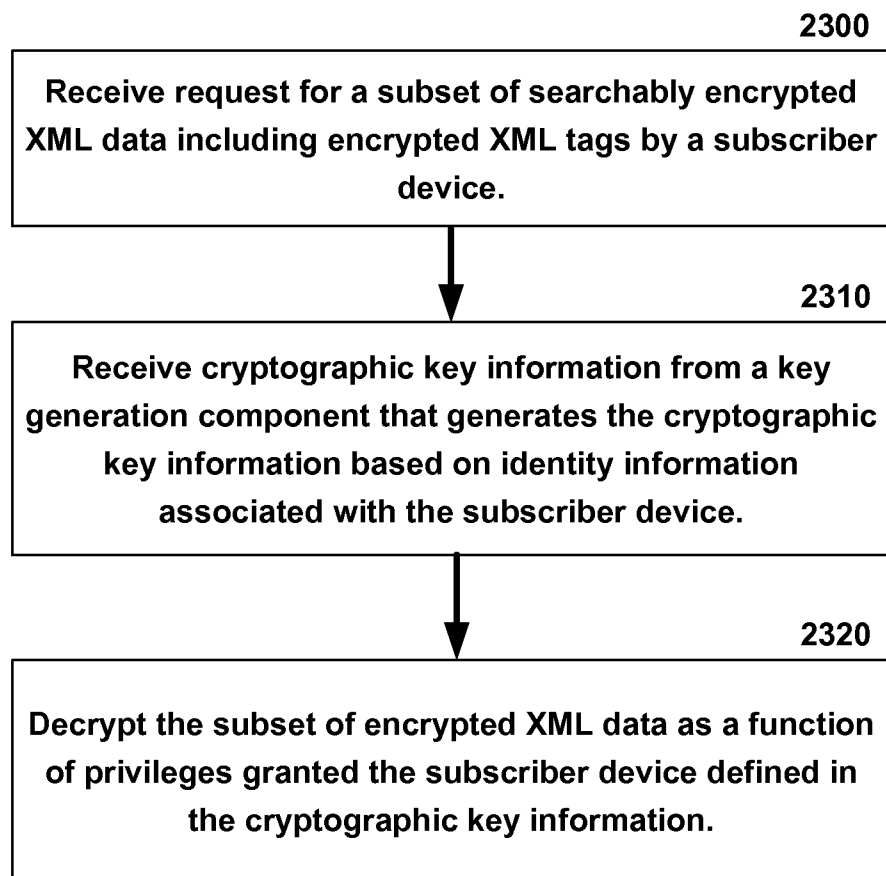 2300
Receive request for a subset of searchably encrypted
XML data including encrypted XML tags by a subscriber
device.
2310
Receive cryptographic key information from a key
generation component that generates the cryptographic
key information based on identity information
associated with the subscriber device.
2320
Decrypt the subset of encrypted XML data as a function
of privileges granted the subscriber device defined in
the cryptographic key information.